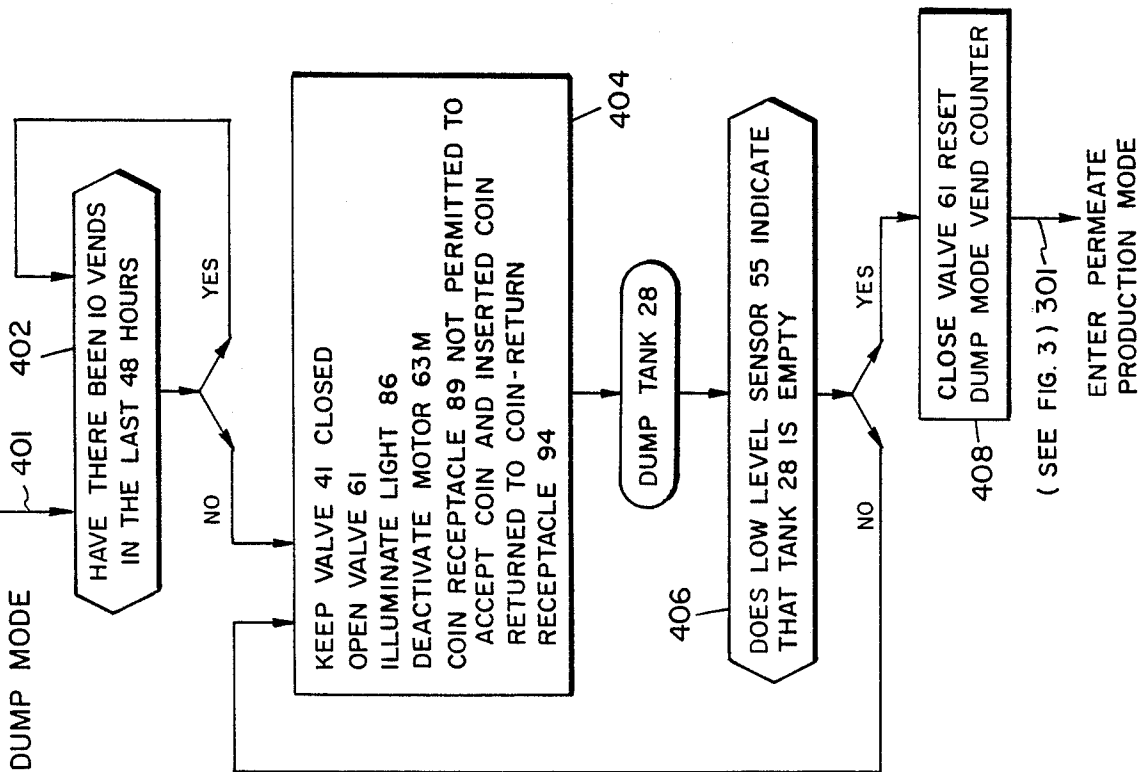 DUMP MODE
401
HAVE THERE BEEN 10 VENDS
IN THE LAST 48 HOURS
402
NO
YES
KEEP VALVE 41 CLOSED
OPEN VALVE 61
ILLUMINATE LIGHT 86
DEACTIVATE MOTOR 63M
COIN RECEPTACLE 89 NOT PERMITTED TO
ACCEPT COIN AND INSERTED COIN
RETURNED TO COIN-RETURN
RECEPTACLE 94
404
DUMP TANK 28
406
DOES LOW LEVEL SENSOR 55 INDICATE
THAT TANK 28 IS EMPTY
NO
YES
CLOSE VALVE 61 RESET
DUMP MODE VEND COUNTER
408
(SEE FIG. 3) 301
ENTER PERMEATE
PRODUCTION MODE